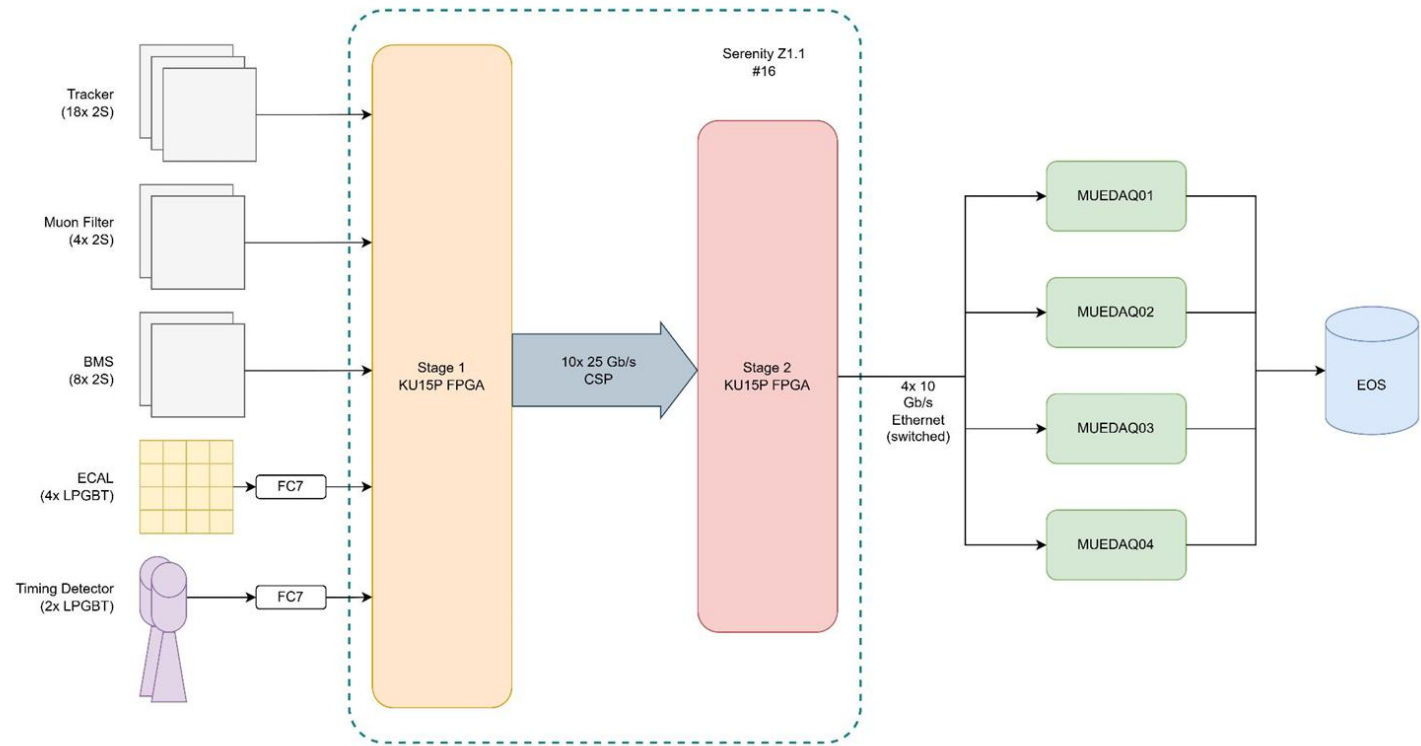 Serenity Z1.1
#16
Tracker
(18x 2S)
Muon Filter
(4x 2S)
BMS
(8x 2S)
ECAL
(4x LPGBT)
FC7
Timing Detector
(2x LPGBT)
FC7
Stage 1
KU15P FPGA
10x 25 Gb/s
CSP
Stage 2
KU15P FPGA
4x 10
Gb/s
Ethernet
(switched)
MUEDAQ01
MUEDAQ02
MUEDAQ03
MUEDAQ04
EOS